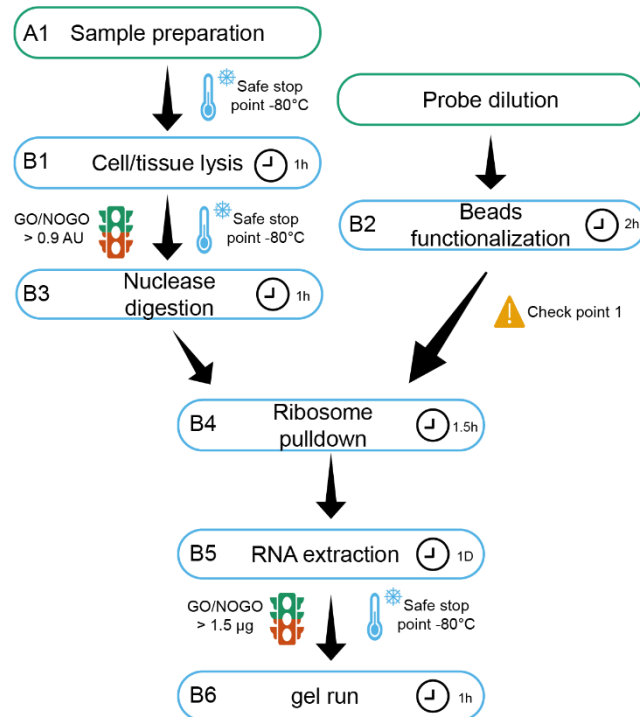 A1 Sample preparation
Safe stop
point -80°C
Probe dilution
B1 Cell/tissue lysis 1h
GO/NOGO
> 0.9 AU
Safe stop
point -80°C
B2 Beads
functionalization 2h
B3 Nuclease
digestion 1h
Check point 1
B4 Ribosome
pulldown 1.5h
B5 RNA extraction 1D
GO/NOGO
> 1.5 µg
Safe stop
point -80°C
B6 gel run 1h